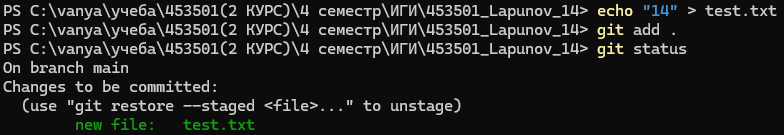 PS C:\vanya\учеба\453501(2 КУРС)\4 семестр\ИГИ\453501_Lapunov_14> echo "14" > test.txt
PS C:\vanya\учеба\453501(2 КУРС)\4 семестр\ИГИ\453501_Lapunov_14> git add .
PS C:\vanya\учеба\453501(2 КУРС)\4 семестр\ИГИ\453501_Lapunov_14> git status
On branch main
Changes to be committed:
  (use "git restore --staged <file>..." to unstage)
        new file:   test.txt